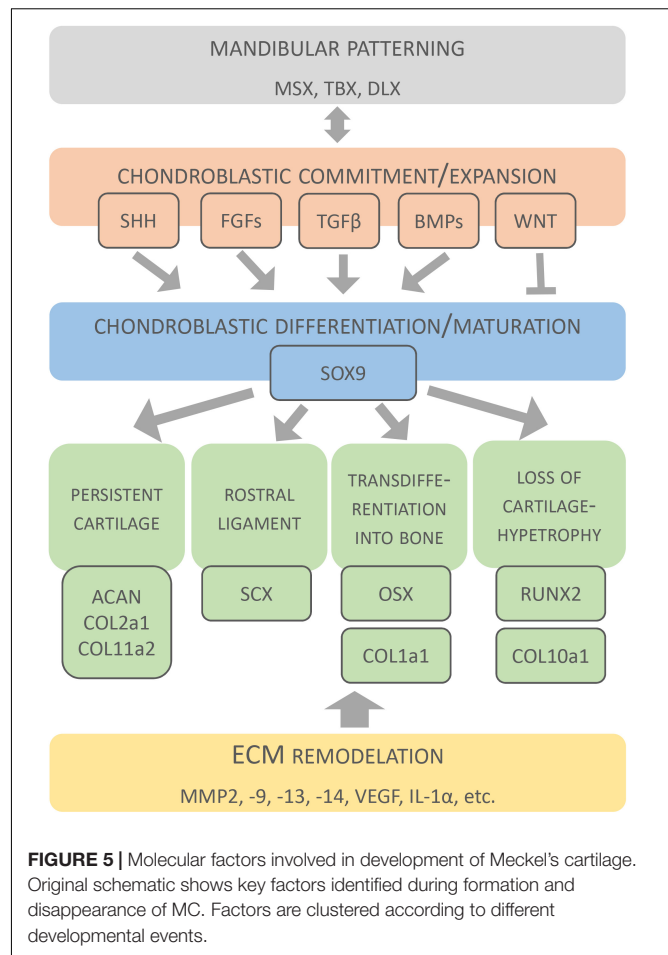 MANDIBULAR PATTERNING
MSX, TBX, DLX
CHONDROBLASTIC COMMITMENT/EXPANSION
SHH
FGFs
TGFβ
BMPs
WNT
CHONDROBLASTIC DIFFERENTIATION/MATURATION
SOX9
PERSISTENT
CARTILAGE
ROSTRAL
LIGAMENT
TRANSDIFFE-
RENTIATION
INTO BONE
LOSS OF
CARTILAGE-
HYPETROPHY
ACAN
COL2a1
COL11a2
SCX
OSX
COL1a1
RUNX2
COL10a1
ECM REMODELATION
MMP2, -9, -13, -14, VEGF, IL-1α, etc.
FIGURE 5 | Molecular factors involved in development of Meckel's cartilage.
Original schematic shows key factors identified during formation and
disappearance of MC. Factors are clustered according to different
developmental events.